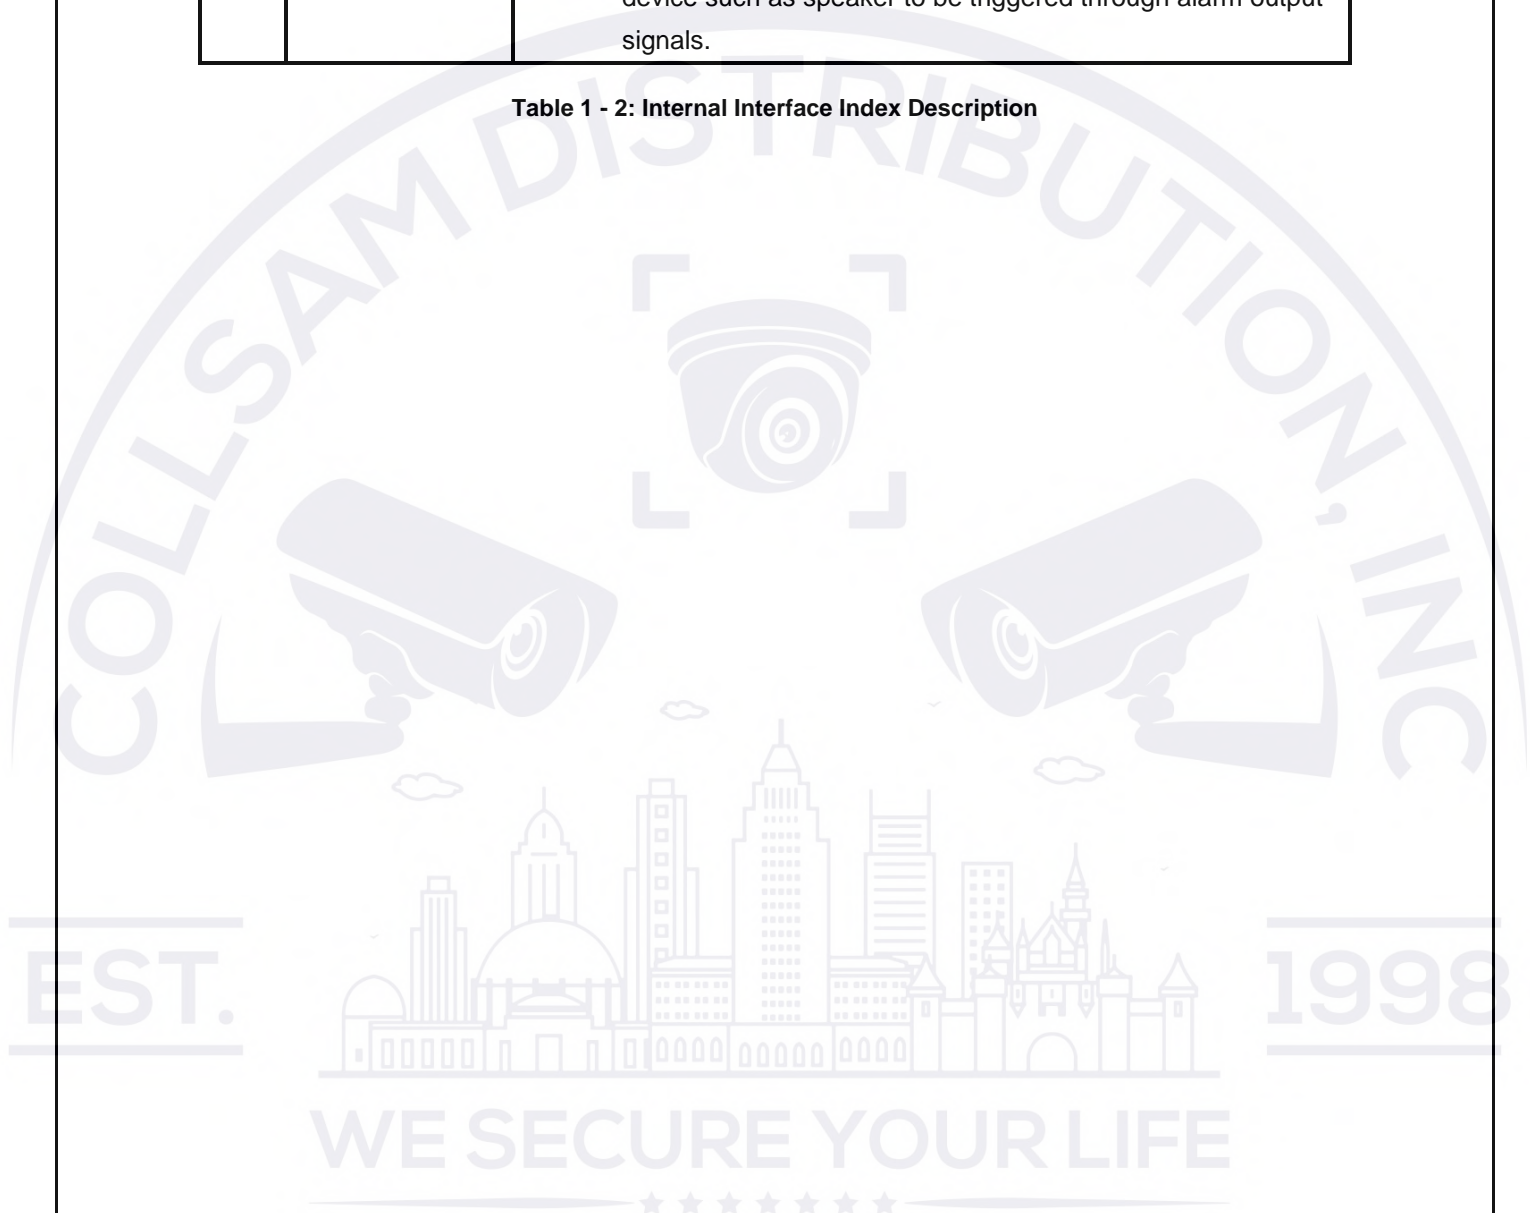 device such as speaker to be triggered through alarm output
signals.
Table 1 - 2: Internal Interface Index Description
COLLSAM DISTRIBUTION, INC
EST.
1998
WE SECURE YOUR LIFE